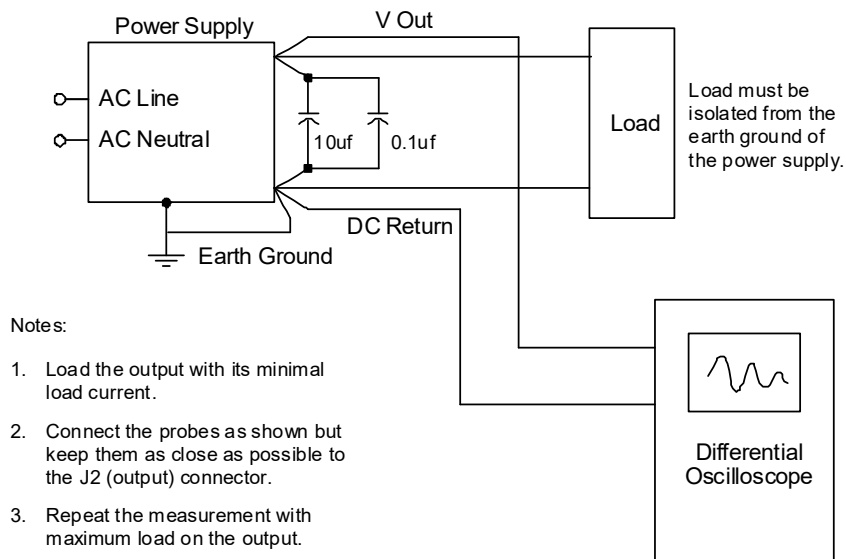 Power Supply
V Out
AC Line
AC Neutral
10uf
0.1uf
Load
Load must be
isolated from the
earth ground of
the power supply.
DC Return
Earth Ground
Notes:
1. Load the output with its minimal
load current.
2. Connect the probes as shown but
keep them as close as possible to
the J2 (output) connector.
3. Repeat the measurement with
maximum load on the output.
Differential
Oscilloscope